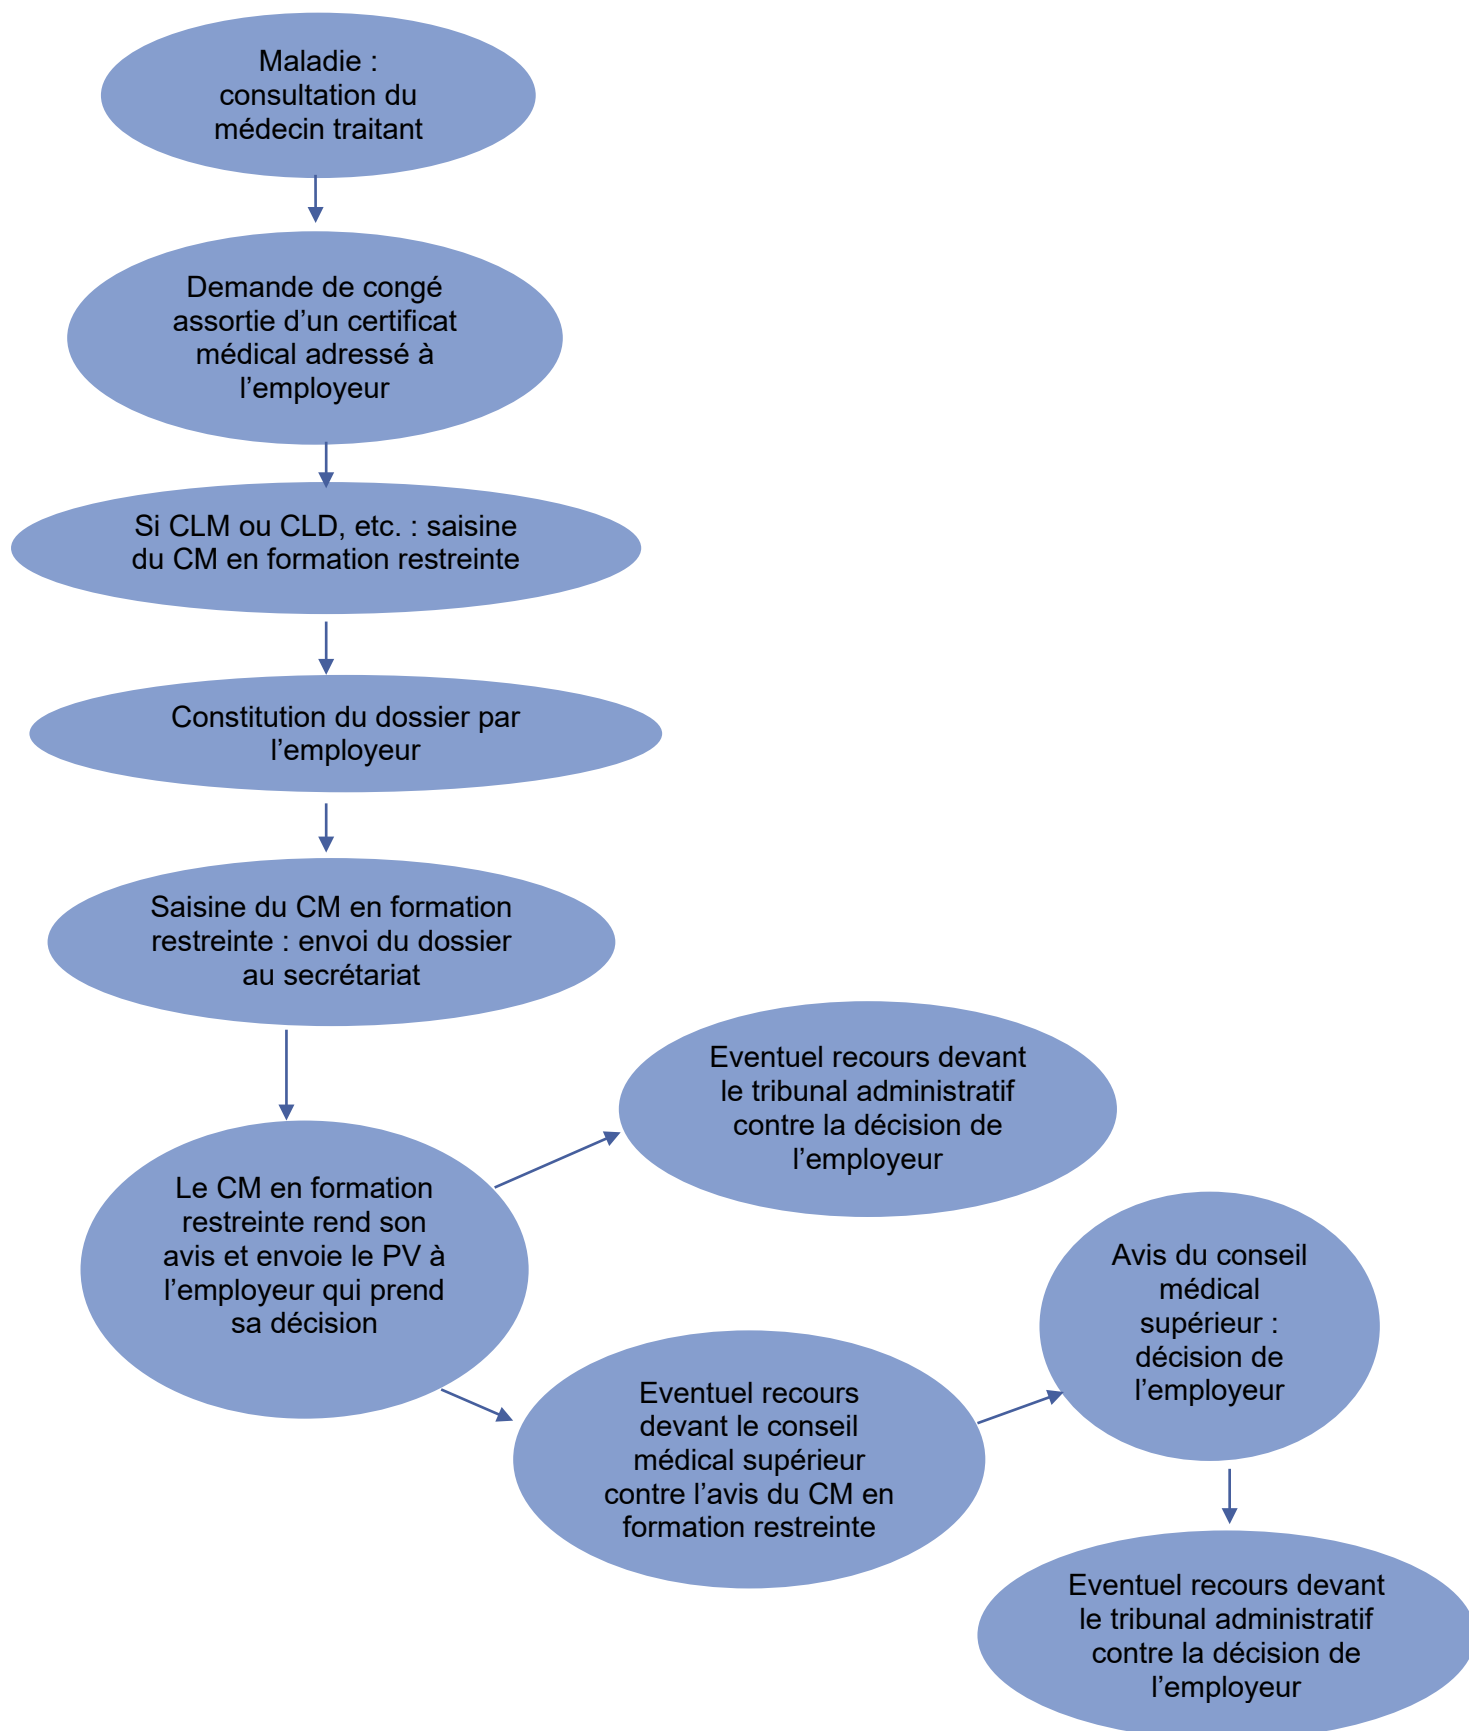 Maladie :
consultation du
médecin traitant
Demande de congé
assortie d’un certificat
médical adressé à
l’employeur
Si CLM ou CLD, etc. : saisine
du CM en formation restreinte
Constitution du dossier par
l’employeur
Saisine du CM en formation
restreinte : envoi du dossier
au secrétariat
Eventuel recours devant
le tribunal administratif
contre la décision de
l’employeur
Le CM en formation
restreinte rend son
avis et envoie le PV à
l’employeur qui prend
sa décision
Avis du conseil
médical
supérieur :
décision de
l’employeur
Eventuel recours
devant le conseil
médical supérieur
contre l’avis du CM en
formation restreinte
Eventuel recours devant
le tribunal administratif
contre la décision de
l’employeur